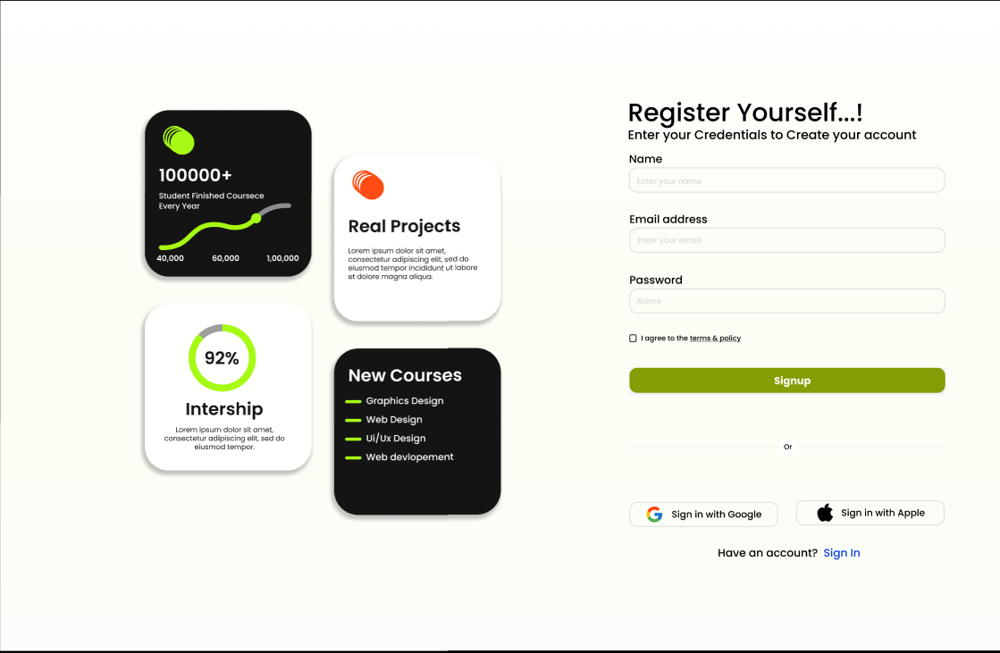 100000+
Student Finished Coursece
Every Year
40,000 60,000 1,00,000
Real Projects
Lorem ipsum dolor sit amet,
consectetur adipiscing elit, sed do
eiusmod tempor incididunt ut labore
et dolore magna aliqua.
92%
Intership
Lorem ipsum dolor sit amet,
consectetur adipiscing elit, sed do
eiusmod tempor.
New Courses
Graphics Design
Web Design
Ui/Ux Design
Web devlopement
Register Yourself...!
Enter your Credentials to Create your account
Name
Enter your name
Email address
Enter your email
Password
Name
I agree to the terms & policy
Signup
Or
Sign in with Google
Sign in with Apple
Have an account? Sign In